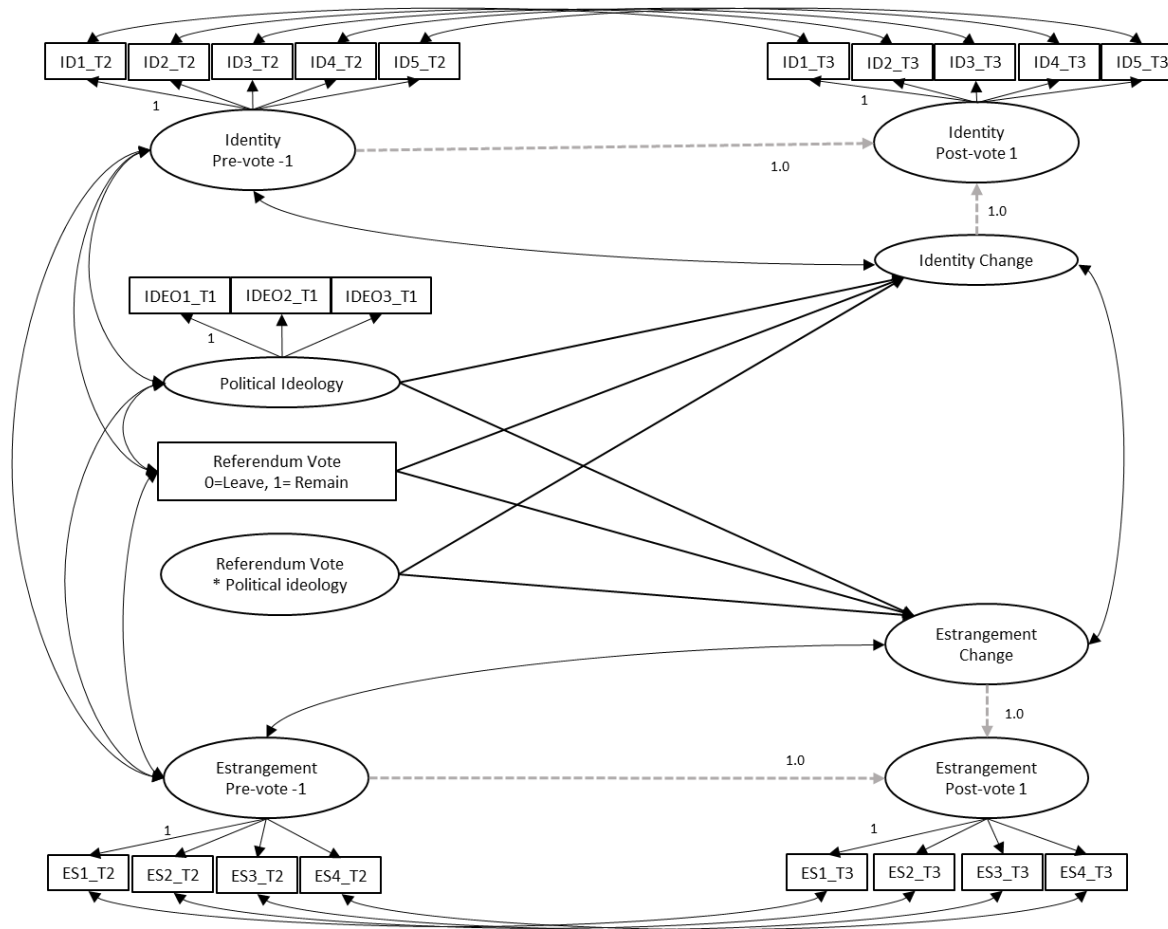 ID1_T2 ID2_T2 ID3_T2 ID4_T2 ID5_T2 ID1_T3 ID2_T3 ID3_T3 ID4_T3 ID5_T3
1
1
Identity
Pre-vote -1
Identity
Post-vote 1
1.0
1.0
Identity Change
IDEO1_T1 IDEO2_T1 IDEO3_T1
1
Political Ideology
Referendum Vote
0=Leave, 1= Remain
Referendum Vote
* Political ideology
Estrangement
Change
1.0
Estrangement
Pre-vote -1
1.0
Estrangement
Post-vote 1
1
1
ES1_T2 ES2_T2 ES3_T2 ES4_T2 ES1_T3 ES2_T3 ES3_T3 ES4_T3